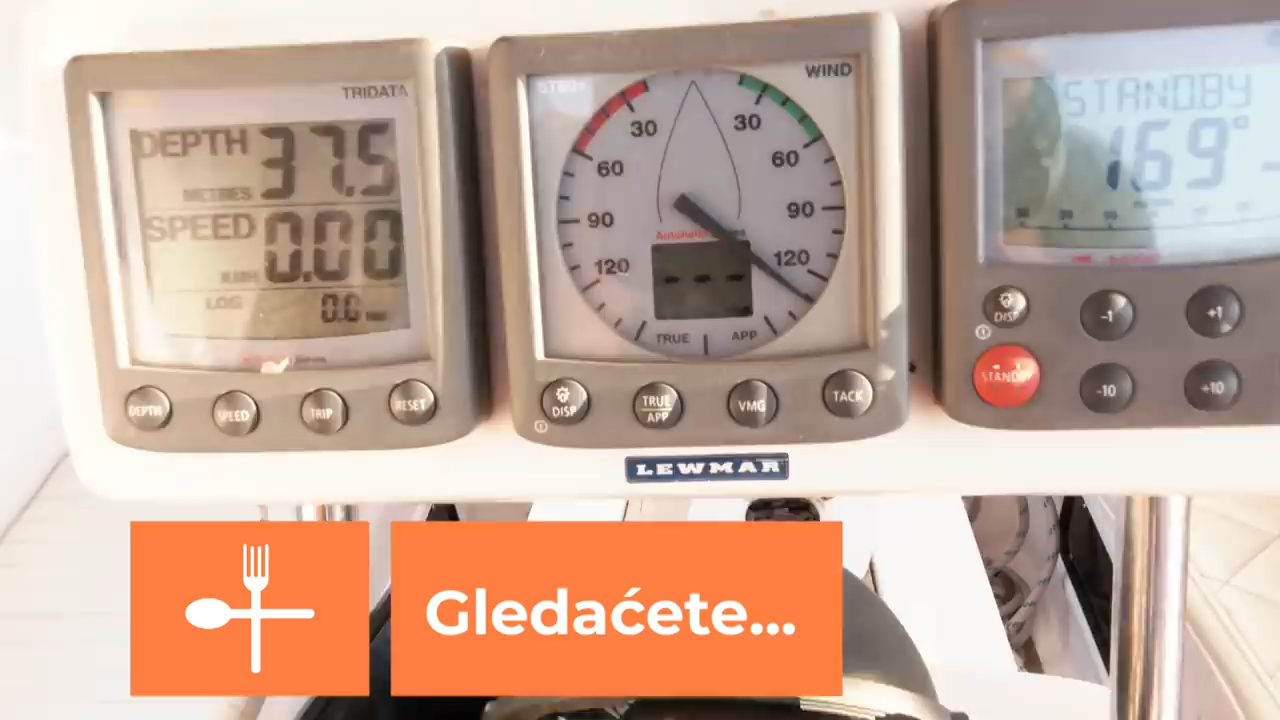 TRIDATA
DEPTH 37.5
METRES
SPEED 0.00
KMH
LOG 0.0
DEPTH SPEED TRIP RESET
WIND
30 30
60 60
90 90
120 120
- - -
TRUE APP
DISP TRUE APP VMG TACK
STANDBY
169°
DISP -1 +1
STANDBY -10 +10
LEWMAR
Gledaćete...